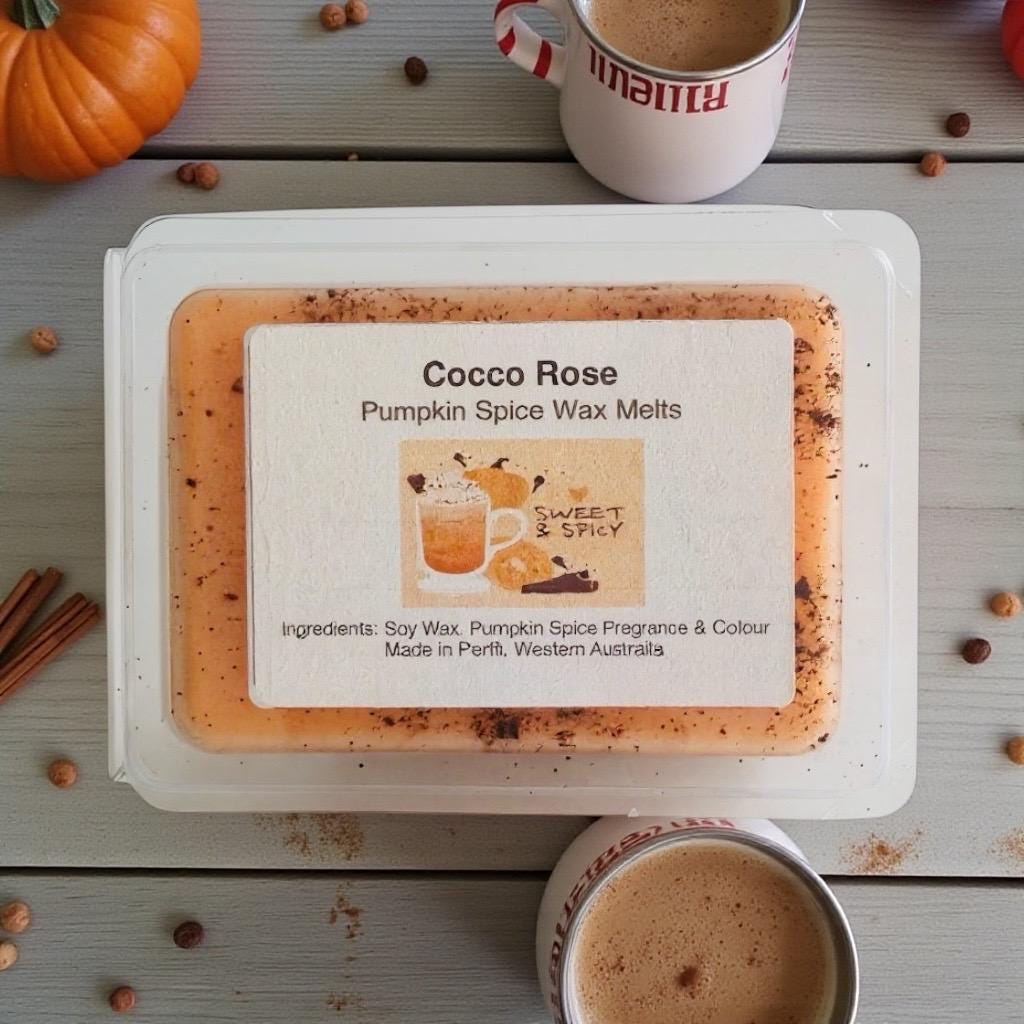 Cocco Rose
Pumpkin Spice Wax Melts
SWEET
& SPICY
Ingredients: Soy Wax. Pumpkin Spice Pregrance & Colour
Made in Perth, Western Australia